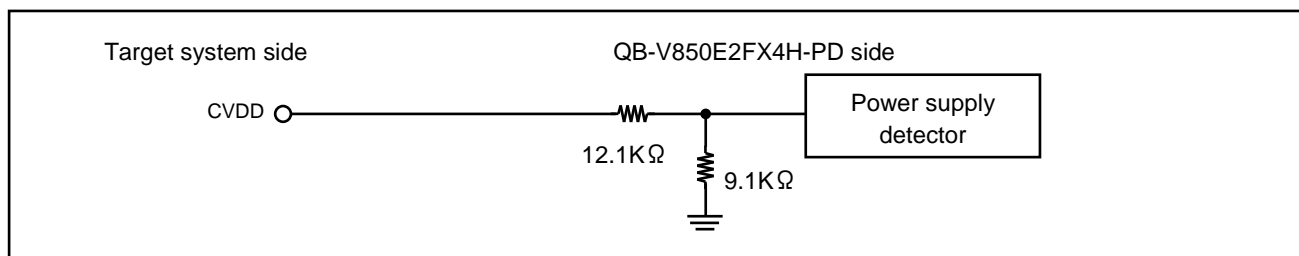 Target system side
QB-V850E2FX4H-PD side
CVDD
Power supply
detector
12.1KΩ
9.1KΩ